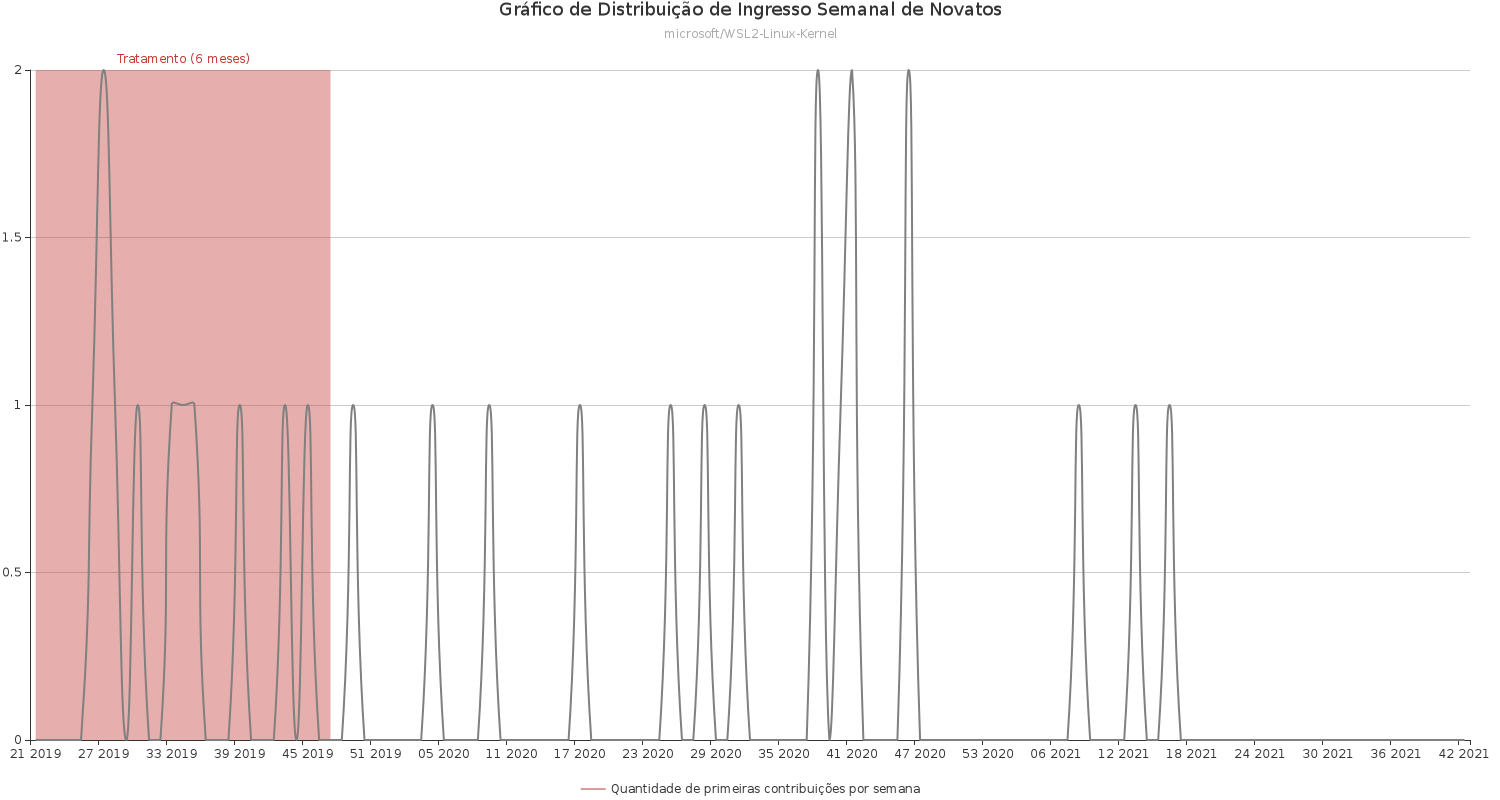 Gráfico de Distribuição de Ingresso Semanal de Novatos
microsoft/WSL2-Linux-Kernel
Tratamento (6 meses)
2
1.5
1
0.5
0
21 2019 27 2019 33 2019 39 2019 45 2019 51 2019 05 2020 11 2020 17 2020 23 2020 29 2020 35 2020 41 2020 47 2020 53 2020 06 2021 12 2021 18 2021 24 2021 30 2021 36 2021 42 2021
Quantidade de primeiras contribuições por semana